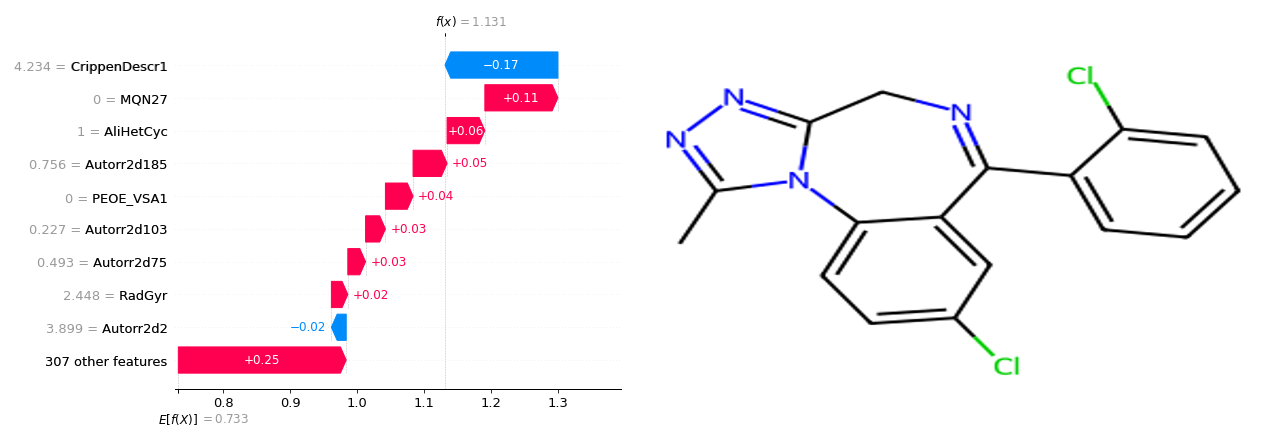 f(x) = 1.131
4.234 = CrippenDescr1
−0.17
0 = MQN27
+0.11
1 = AliHetCyc
+0.06
0.756 = Autorr2d185
+0.05
0 = PEOE_VSA1
+0.04
0.227 = Autorr2d103
+0.03
0.493 = Autorr2d75
+0.03
2.448 = RadGyr
+0.02
3.899 = Autorr2d2
−0.02
307 other features
+0.25
0.8 0.9 1.0 1.1 1.2 1.3
E[f(X)] = 0.733
Cl
N
N
N
N
Cl